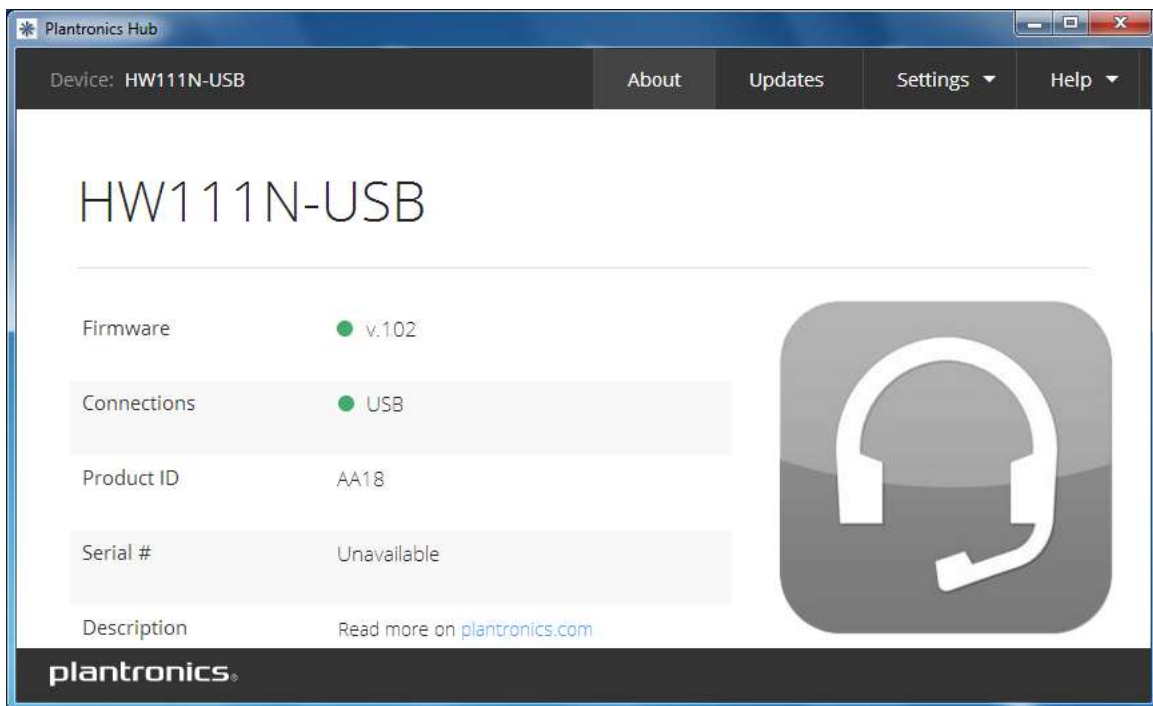 Plantronics Hub
Device: HW111N-USB About Updates Settings Help
HW111N-USB
Firmware v.102
Connections USB
Product ID AA18
Serial # Unavailable
Description Read more on plantronics.com
plantronics®